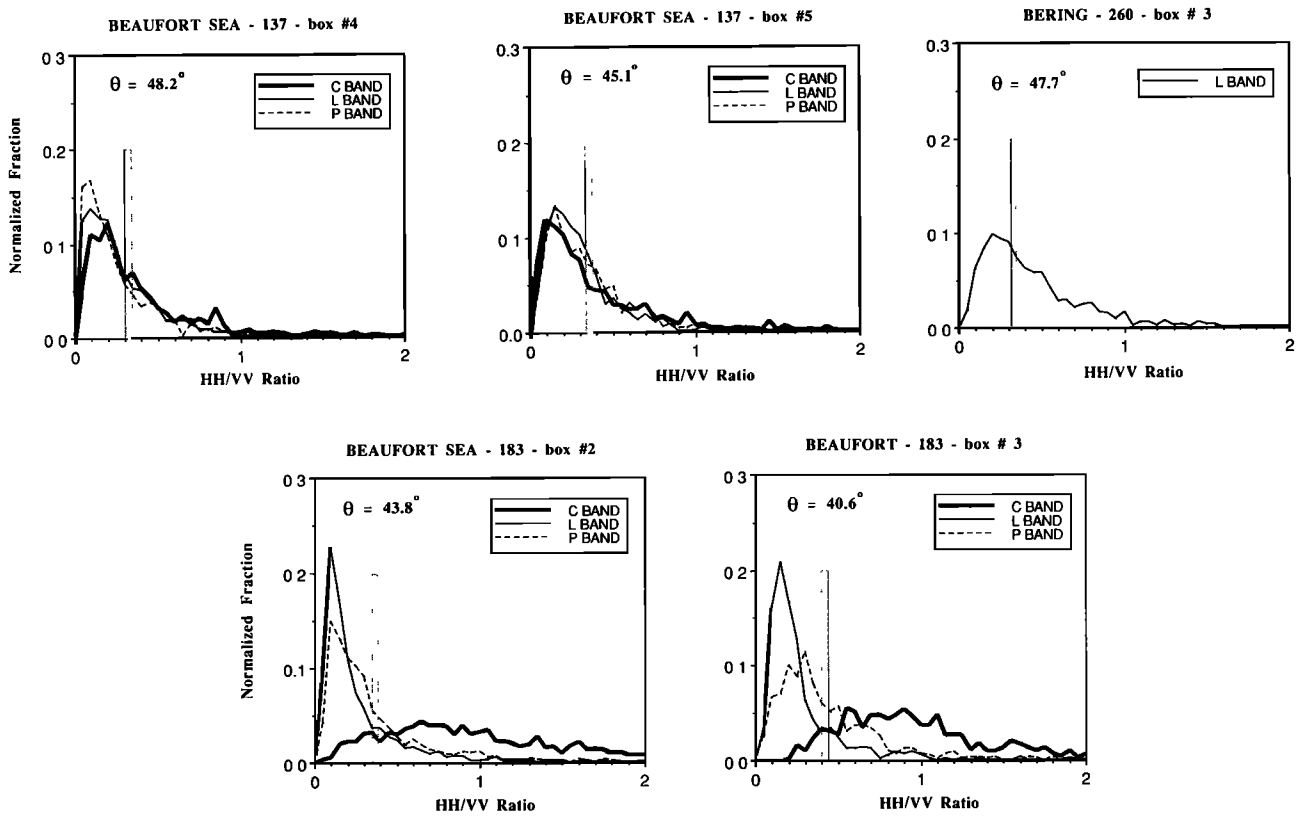 BEAUFORT SEA - 137 - box #4
θ = 48.2°
C BAND
L BAND
P BAND
Normalized Fraction
0.3
0 2
0 1
0 0
0
1
2
HH/VV Ratio
BEAUFORT SEA - 137 - box #5
θ = 45.1°
C BAND
L BAND
P BAND
0.3
0.2
0.1
0.0
0
1
2
HH/VV Ratio
BERING - 260 - box # 3
θ = 47.7°
L BAND
0.3
0 2
0 1
0 0
0
1
2
HH/VV Ratio
BEAUFORT SEA - 183 - box #2
θ = 43.8°
C BAND
L BAND
P BAND
Normalized Fraction
0 3
0 2
0.1
0 0
0
1
2
HH/VV Ratio
BEAUFORT - 183 - box # 3
θ = 40.6°
C BAND
L BAND
P BAND
0 3
0 2
0 1
0 0
0
1
2
HH/VV Ratio